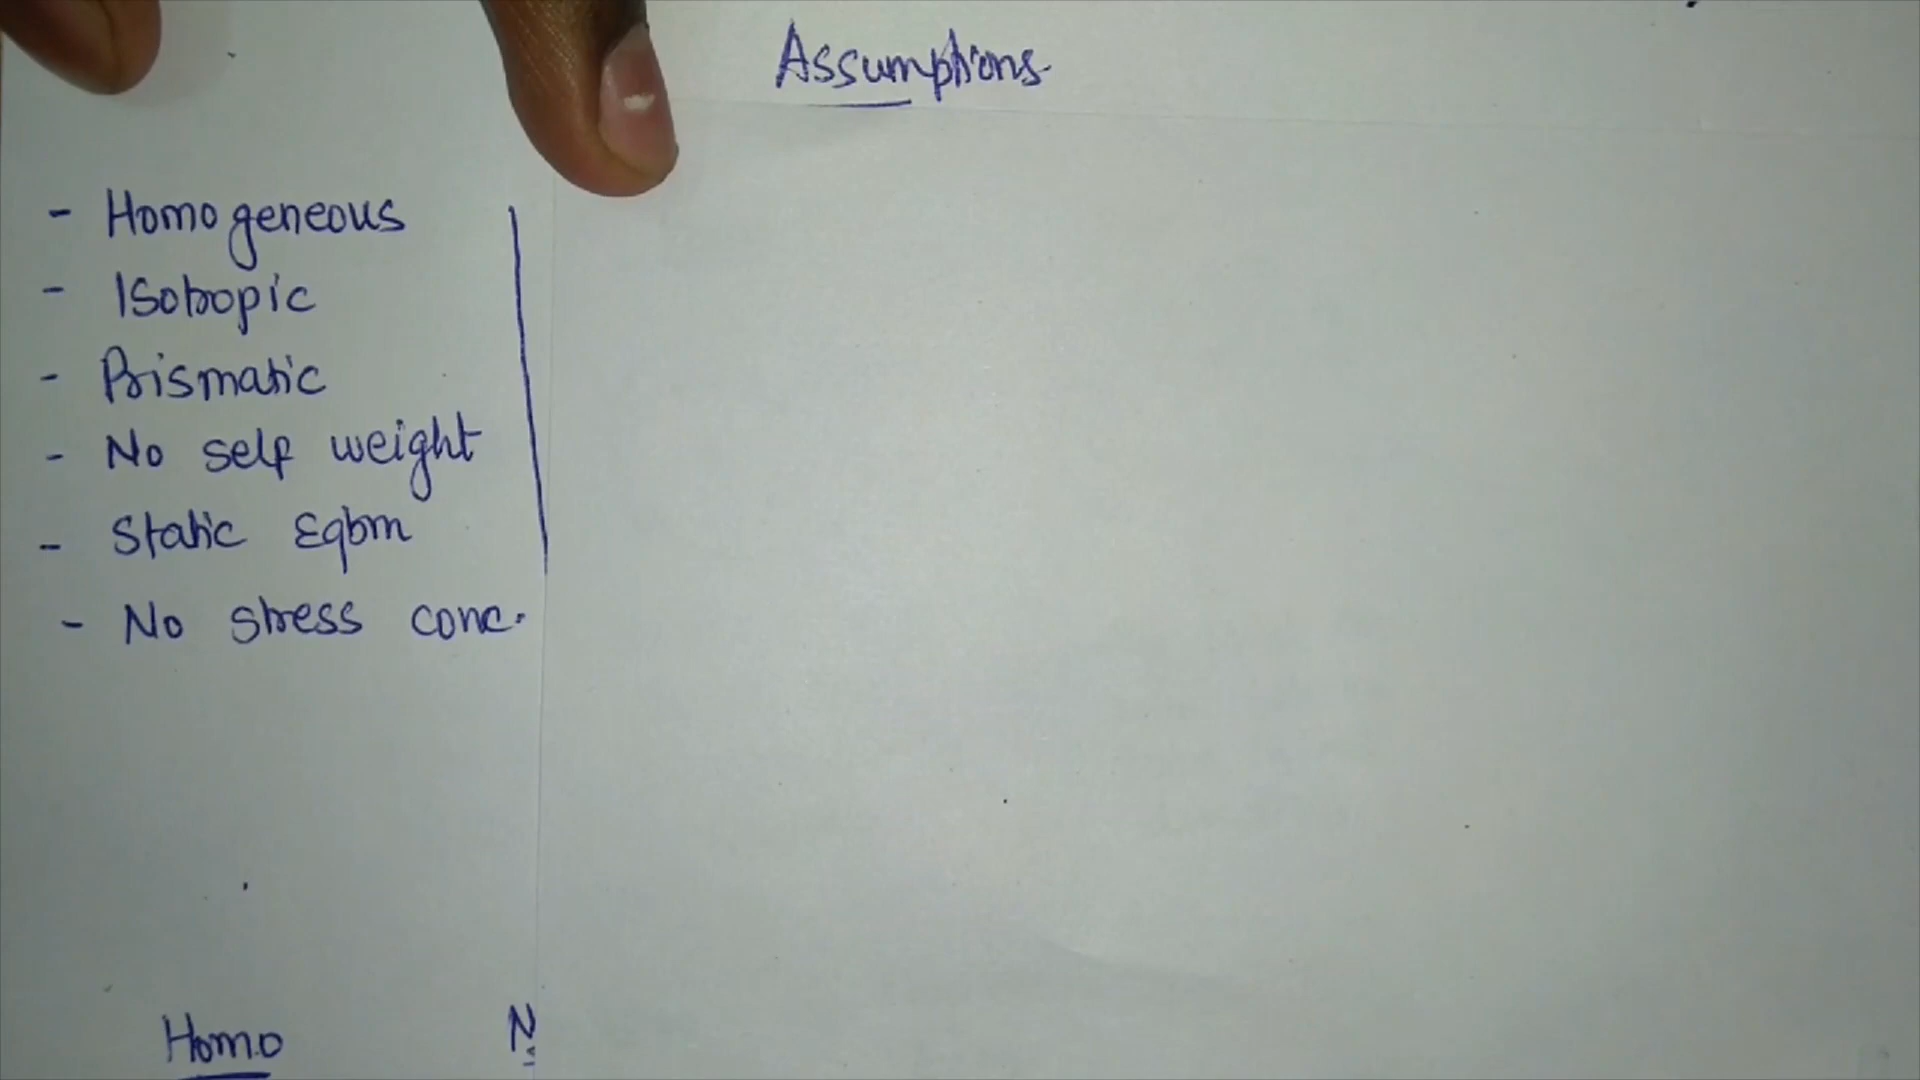 Assumptions.
- Homogeneous
- Isotropic
- Prismatic
- No self weight
- Static Eqbm
- No stress conc.
Homo N